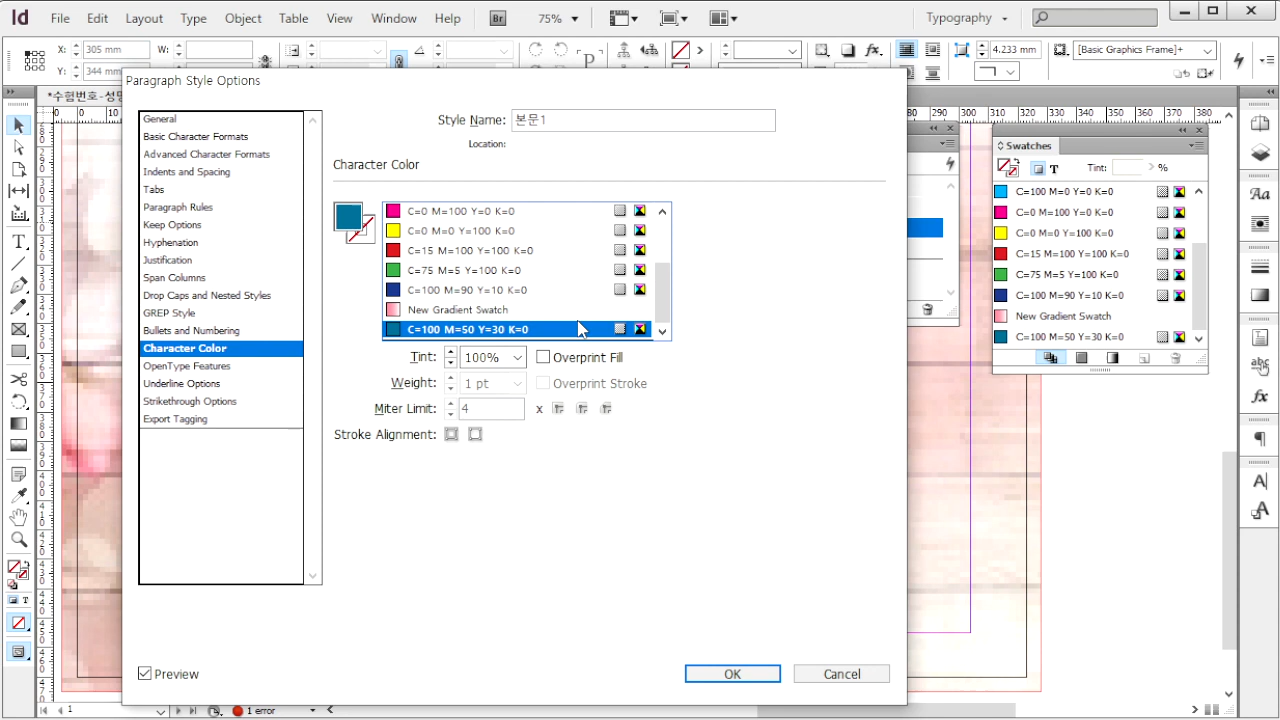 Id File Edit Layout Type Object Table View Window Help Br 75% Typography
X: 305 mm W: 4.233 mm [Basic Graphics Frame]+
Y: 344 mm H:
Paragraph Style Options
*수험번호-성명
General
Basic Character Formats
Advanced Character Formats
Indents and Spacing
Tabs
Paragraph Rules
Keep Options
Hyphenation
Justification
Span Columns
Drop Caps and Nested Styles
GREP Style
Bullets and Numbering
Character Color
OpenType Features
Underline Options
Strikethrough Options
Export Tagging
Style Name: 본문1
Location:
Character Color
C=0 M=100 Y=0 K=0
C=0 M=0 Y=100 K=0
C=15 M=100 Y=100 K=0
C=75 M=5 Y=100 K=0
C=100 M=90 Y=10 K=0
New Gradient Swatch
C=100 M=50 Y=30 K=0
Tint: 100% Overprint Fill
Weight: 1 pt Overprint Stroke
Miter Limit: 4 x
Stroke Alignment:
Preview
OK Cancel
290 300 310 320 330 340 350 360 370 380
Swatches
T Tint: %
C=100 M=0 Y=0 K=0
C=0 M=100 Y=0 K=0
C=0 M=0 Y=100 K=0
C=15 M=100 Y=100 K=0
C=75 M=5 Y=100 K=0
C=100 M=90 Y=10 K=0
New Gradient Swatch
C=100 M=50 Y=30 K=0
1 1 error